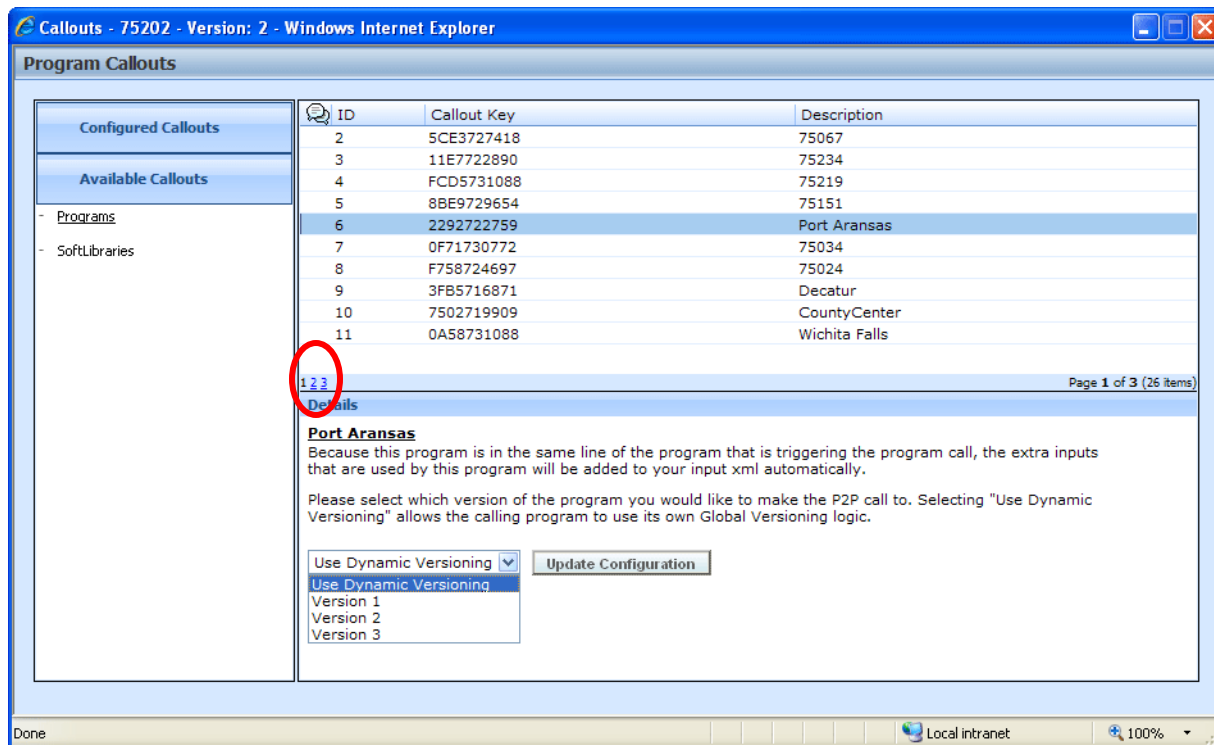 Callouts - 75202 - Version: 2 - Windows Internet Explorer
Program Callouts
Configured Callouts
Available Callouts
- Programs
- SoftLibraries
ID Callout Key Description
2 5CE3727418 75067
3 11E7722890 75234
4 FCD5731088 75219
5 8BE9729654 75151
6 2292722759 Port Aransas
7 0F71730772 75034
8 F758724697 75024
9 3FB5716871 Decatur
10 7502719909 CountyCenter
11 0A58731088 Wichita Falls
1 2 3 Page 1 of 3 (26 items)
Details
Port Aransas
Because this program is in the same line of the program that is triggering the program call, the extra inputs
that are used by this program will be added to your input xml automatically.
Please select which version of the program you would like to make the P2P call to. Selecting "Use Dynamic
Versioning" allows the calling program to use its own Global Versioning logic.
Use Dynamic Versioning Update Configuration
Use Dynamic Versioning
Version 1
Version 2
Version 3
Done Local intranet 100%